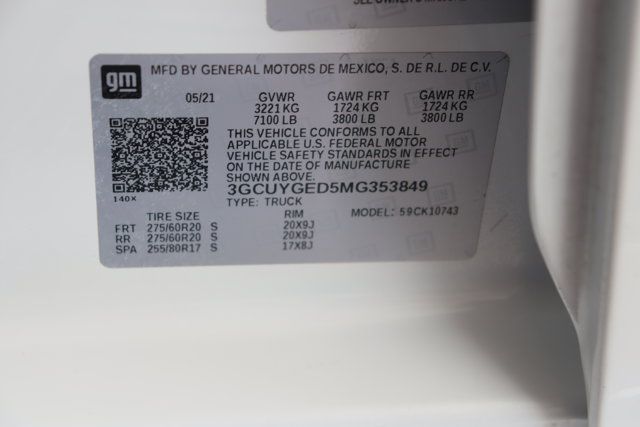 gm
MFD BY GENERAL MOTORS DE MEXICO, S. DE R.L. DE C.V.
05/21 GVWR GAWR FRT GAWR RR
3221 KG 1724 KG 1724 KG
7100 LB 3800 LB 3800 LB
THIS VEHICLE CONFORMS TO ALL
APPLICABLE U.S. FEDERAL MOTOR
VEHICLE SAFETY STANDARDS IN EFFECT
ON THE DATE OF MANUFACTURE
SHOWN ABOVE.
3GCUYGED5MG353849
140X
TYPE: TRUCK
TIRE SIZE RIM MODEL: 59CK10743
FRT 275/60R20 S 20X9J
RR 275/60R20 S 20X9J
SPA 255/80R17 S 17X8J